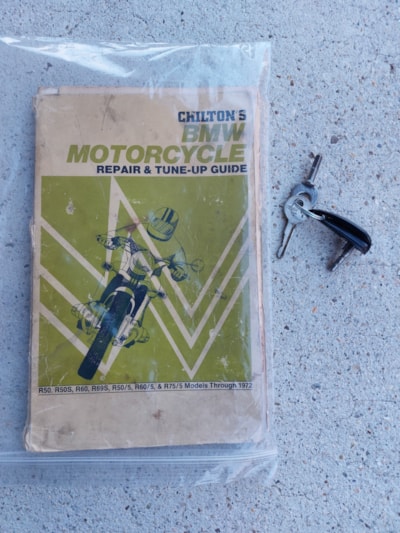 CHILTON'S
BMW
MOTORCYCLE
REPAIR & TUNE-UP GUIDE
R50, R50S, R60, R69S, R50/5, R60/5, & R75/5 Models Through 1972